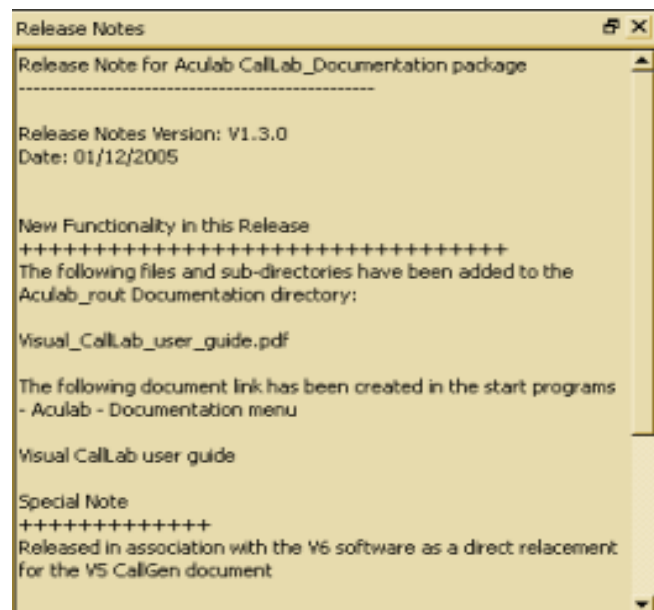 Release Notes
Release Note for Aculab CallLab_Documentation package
------------------------------------------------
Release Notes Version: V1.3.0
Date: 01/12/2005
New Functionality in this Release
++++++++++++++++++++++++++++++++++
The following files and sub-directories have been added to the
Aculab_rout Documentation directory:
Visual_CallLab_user_guide.pdf
The following document link has been created in the start programs
- Aculab - Documentation menu
Visual CallLab user guide
Special Note
+++++++++++++
Released in association with the V6 software as a direct relacement
for the V5 CallGen document